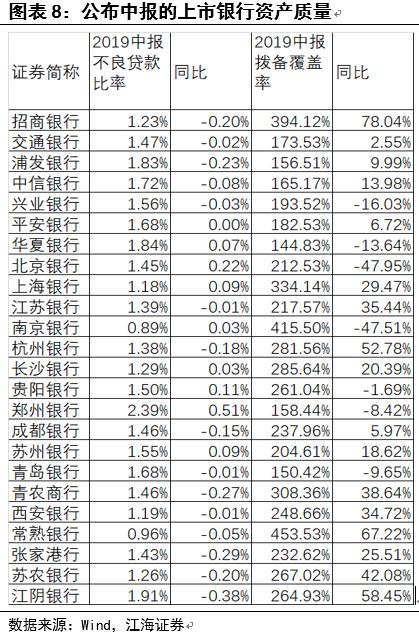 图表 8：公布中报的上市银行资产质量
证券简称 2019中报不良贷款比率 同比 2019中报拨备覆盖率 同比
招商银行 1.23% -0.20% 394.12% 78.04%
交通银行 1.47% -0.02% 173.53% 2.55%
浦发银行 1.83% -0.23% 156.51% 9.99%
中信银行 1.72% -0.08% 165.17% 13.98%
兴业银行 1.56% -0.03% 193.52% -16.03%
平安银行 1.68% 0.00% 182.53% 6.72%
华夏银行 1.84% 0.07% 144.83% -13.64%
北京银行 1.45% 0.22% 212.53% -47.95%
上海银行 1.18% 0.09% 334.14% 29.47%
江苏银行 1.39% -0.01% 217.57% 35.44%
南京银行 0.89% 0.03% 415.50% -47.51%
杭州银行 1.38% -0.18% 281.56% 52.78%
长沙银行 1.29% 0.03% 285.64% 20.39%
贵阳银行 1.50% 0.11% 261.04% -1.69%
郑州银行 2.39% 0.51% 158.44% -8.42%
成都银行 1.46% -0.15% 237.96% 5.97%
苏州银行 1.55% 0.09% 204.61% 18.62%
青岛银行 1.68% -0.01% 150.42% -9.65%
青农商行 1.46% -0.27% 308.36% 38.64%
西安银行 1.19% -0.01% 248.66% 34.72%
常熟银行 0.96% -0.05% 453.53% 67.22%
张家港行 1.43% -0.29% 232.62% 25.51%
苏农银行 1.26% -0.20% 267.02% 42.08%
江阴银行 1.91% -0.38% 264.93% 58.45%
数据来源：Wind，江海证券